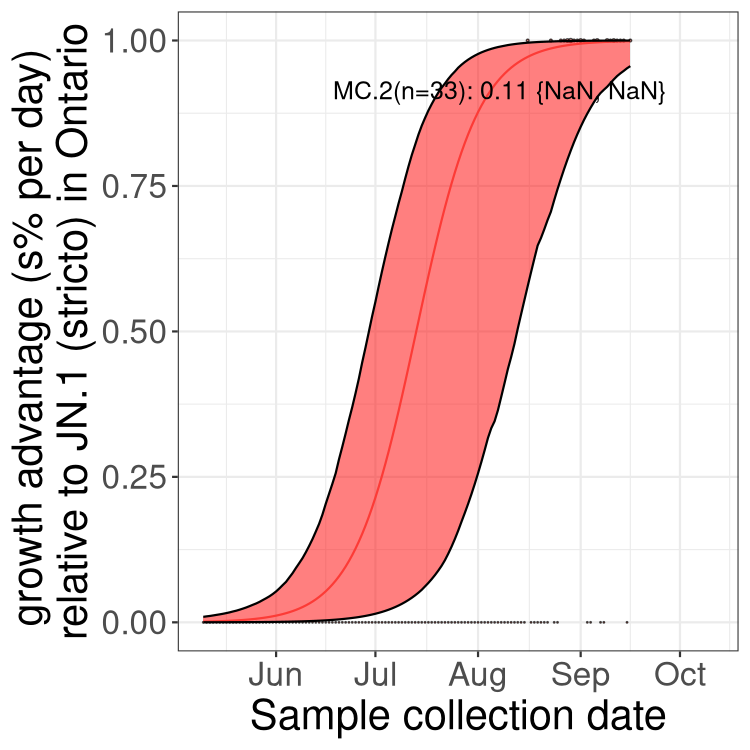 growth advantage (s% per day)
relative to JN.1 (stricto) in Ontario
1.00
0.75
0.50
0.25
0.00
MC.2(n=33): 0.11 {NaN, NaN}
Jun Jul Aug Sep Oct
Sample collection date